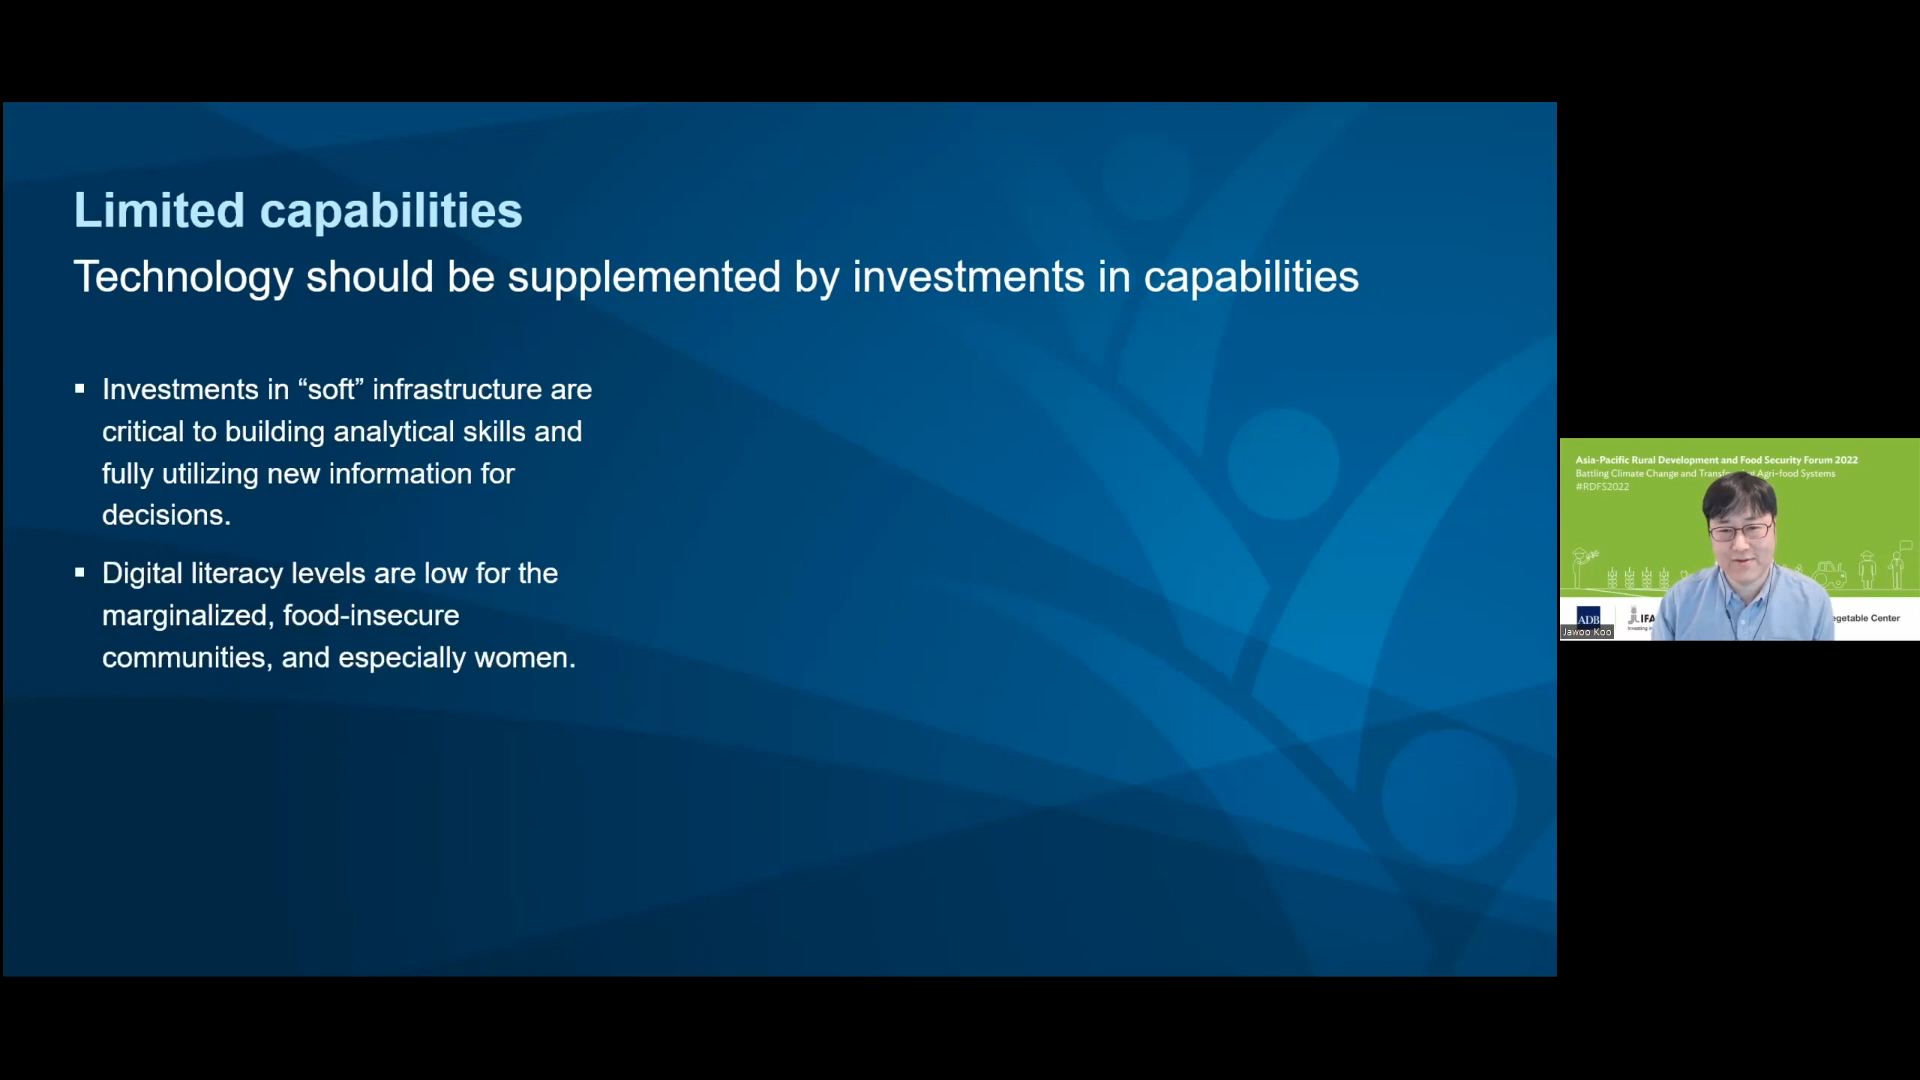 Limited capabilities
Technology should be supplemented by investments in capabilities
▪ Investments in “soft” infrastructure are
critical to building analytical skills and
fully utilizing new information for
decisions.
▪ Digital literacy levels are low for the
marginalized, food-insecure
communities, and especially women.
Asia-Pacific Rural Development and Food Security Forum 2022
Battling Climate Change and Agri-food Systems
#RDFS2022
ADB
Center
Jawoo Koo